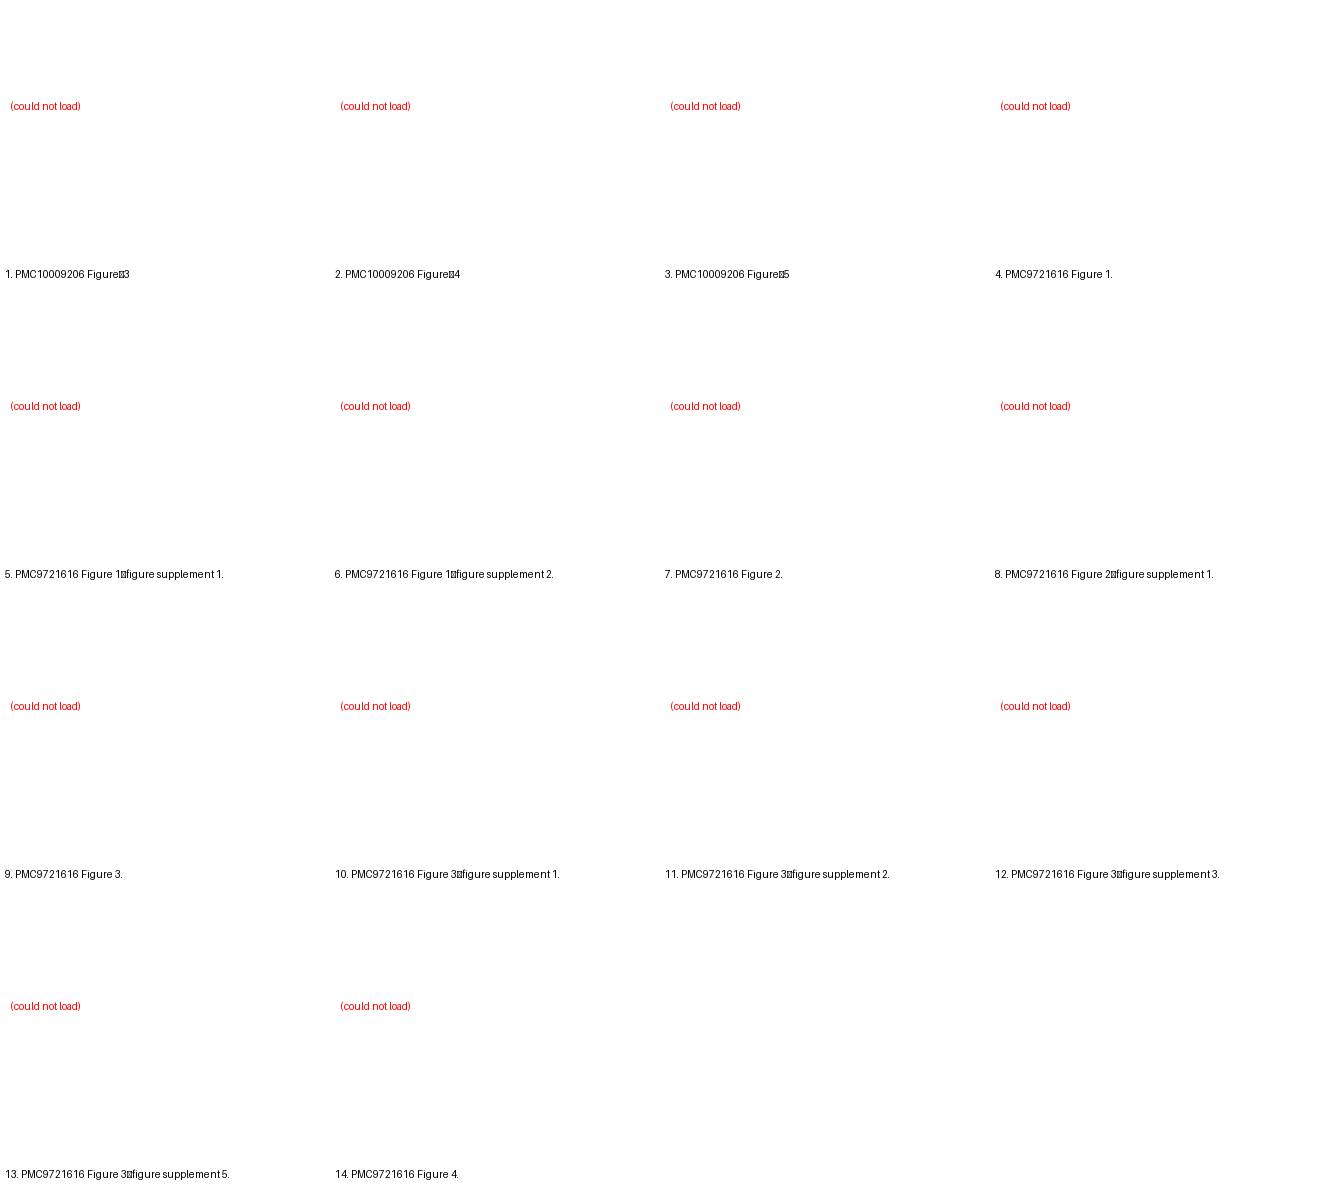 (could not load) (could not load) (could not load) (could not load)
1. PMC10009206 Figure□3 2. PMC10009206 Figure□4 3. PMC10009206 Figure□5 4. PMC9721616 Figure 1.
(could not load) (could not load) (could not load) (could not load)
5. PMC9721616 Figure 1□figure supplement 1. 6. PMC9721616 Figure 1□figure supplement 2. 7. PMC9721616 Figure 2. 8. PMC9721616 Figure 2□figure supplement 1.
(could not load) (could not load) (could not load) (could not load)
9. PMC9721616 Figure 3. 10. PMC9721616 Figure 3□figure supplement 1. 11. PMC9721616 Figure 3□figure supplement 2. 12. PMC9721616 Figure 3□figure supplement 3.
(could not load) (could not load)
13. PMC9721616 Figure 3□figure supplement 5. 14. PMC9721616 Figure 4.